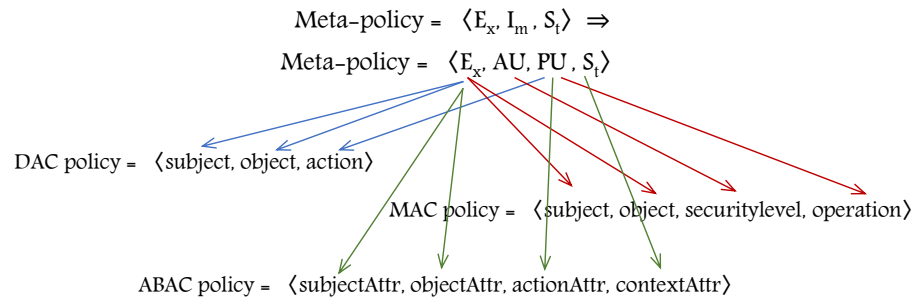 Meta-policy = ⟨Eₓ, Iₘ , Sₜ⟩ ⇒
Meta-policy = ⟨Eₓ, AU, PU , Sₜ⟩
DAC policy = ⟨subject, object, action⟩
MAC policy = ⟨subject, object, securitylevel, operation⟩
ABAC policy = ⟨subjectAttr, objectAttr, actionAttr, contextAttr⟩